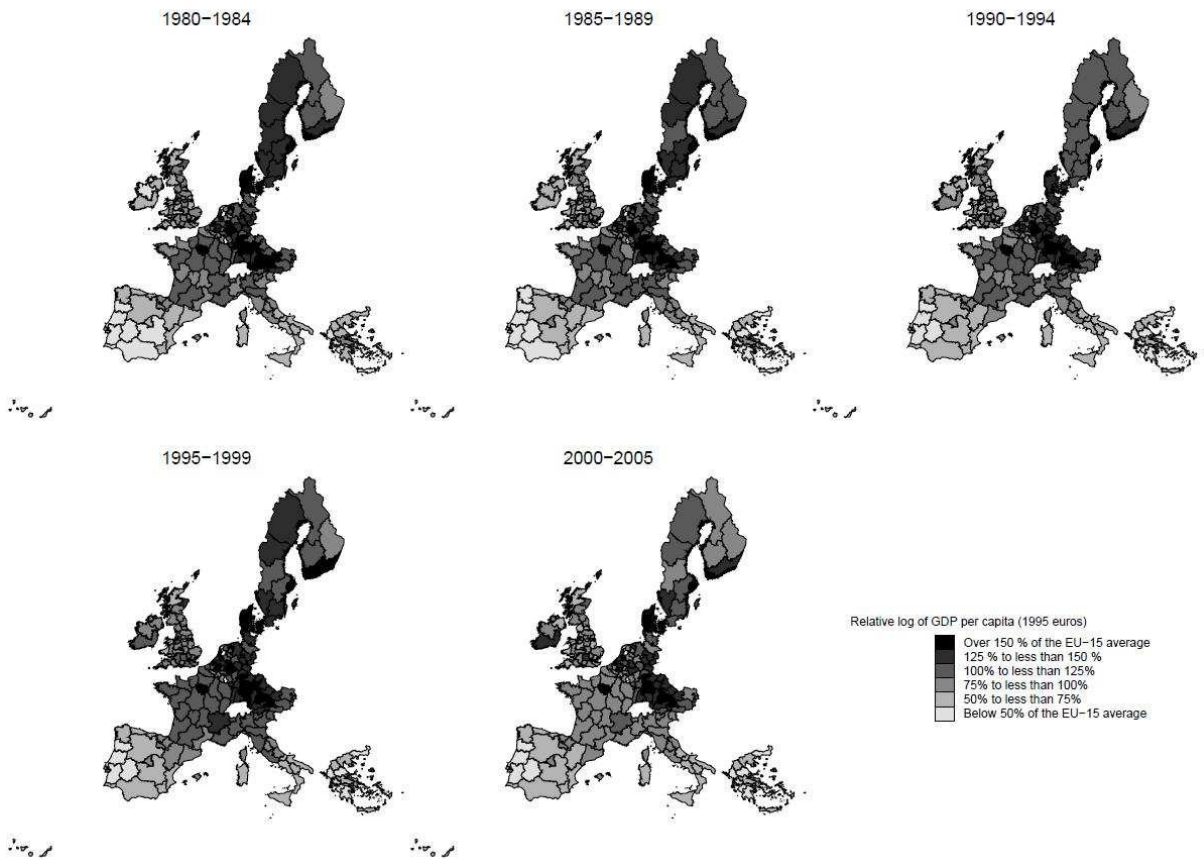 1980−1984
1985−1989
1990−1994
1995−1999
2000−2005
Relative log of GDP per capita (1995 euros)
Over 150 % of the EU−15 average
125 % to less than 150 %
100% to less than 125%
75% to less than 100%
50% to less than 75%
Below 50% of the EU−15 average